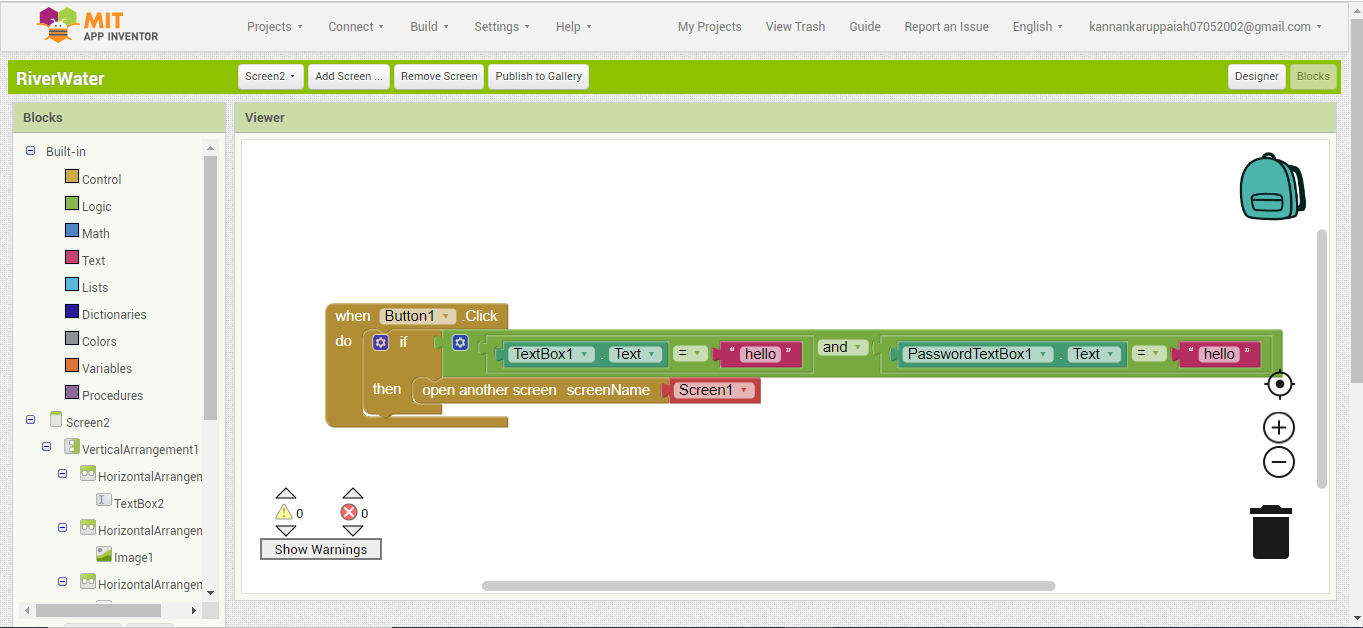 MIT
APP INVENTOR
Projects Connect Build Settings Help My Projects View Trash Guide Report an Issue English kannankaruppaiah07052002@gmail.com
RiverWater Screen2 Add Screen ... Remove Screen Publish to Gallery Designer Blocks
Blocks
Viewer
Built-in
Control
Logic
Math
Text
Lists
Dictionaries
Colors
Variables
Procedures
Screen2
VerticalArrangement1
HorizontalArrangen
TextBox2
HorizontalArrangen
Image1
HorizontalArrangen
when Button1 .Click
do if TextBox1 . Text = “ hello ” and PasswordTextBox1 . Text = “ hello ”
then open another screen screenName Screen1
0 0
Show Warnings